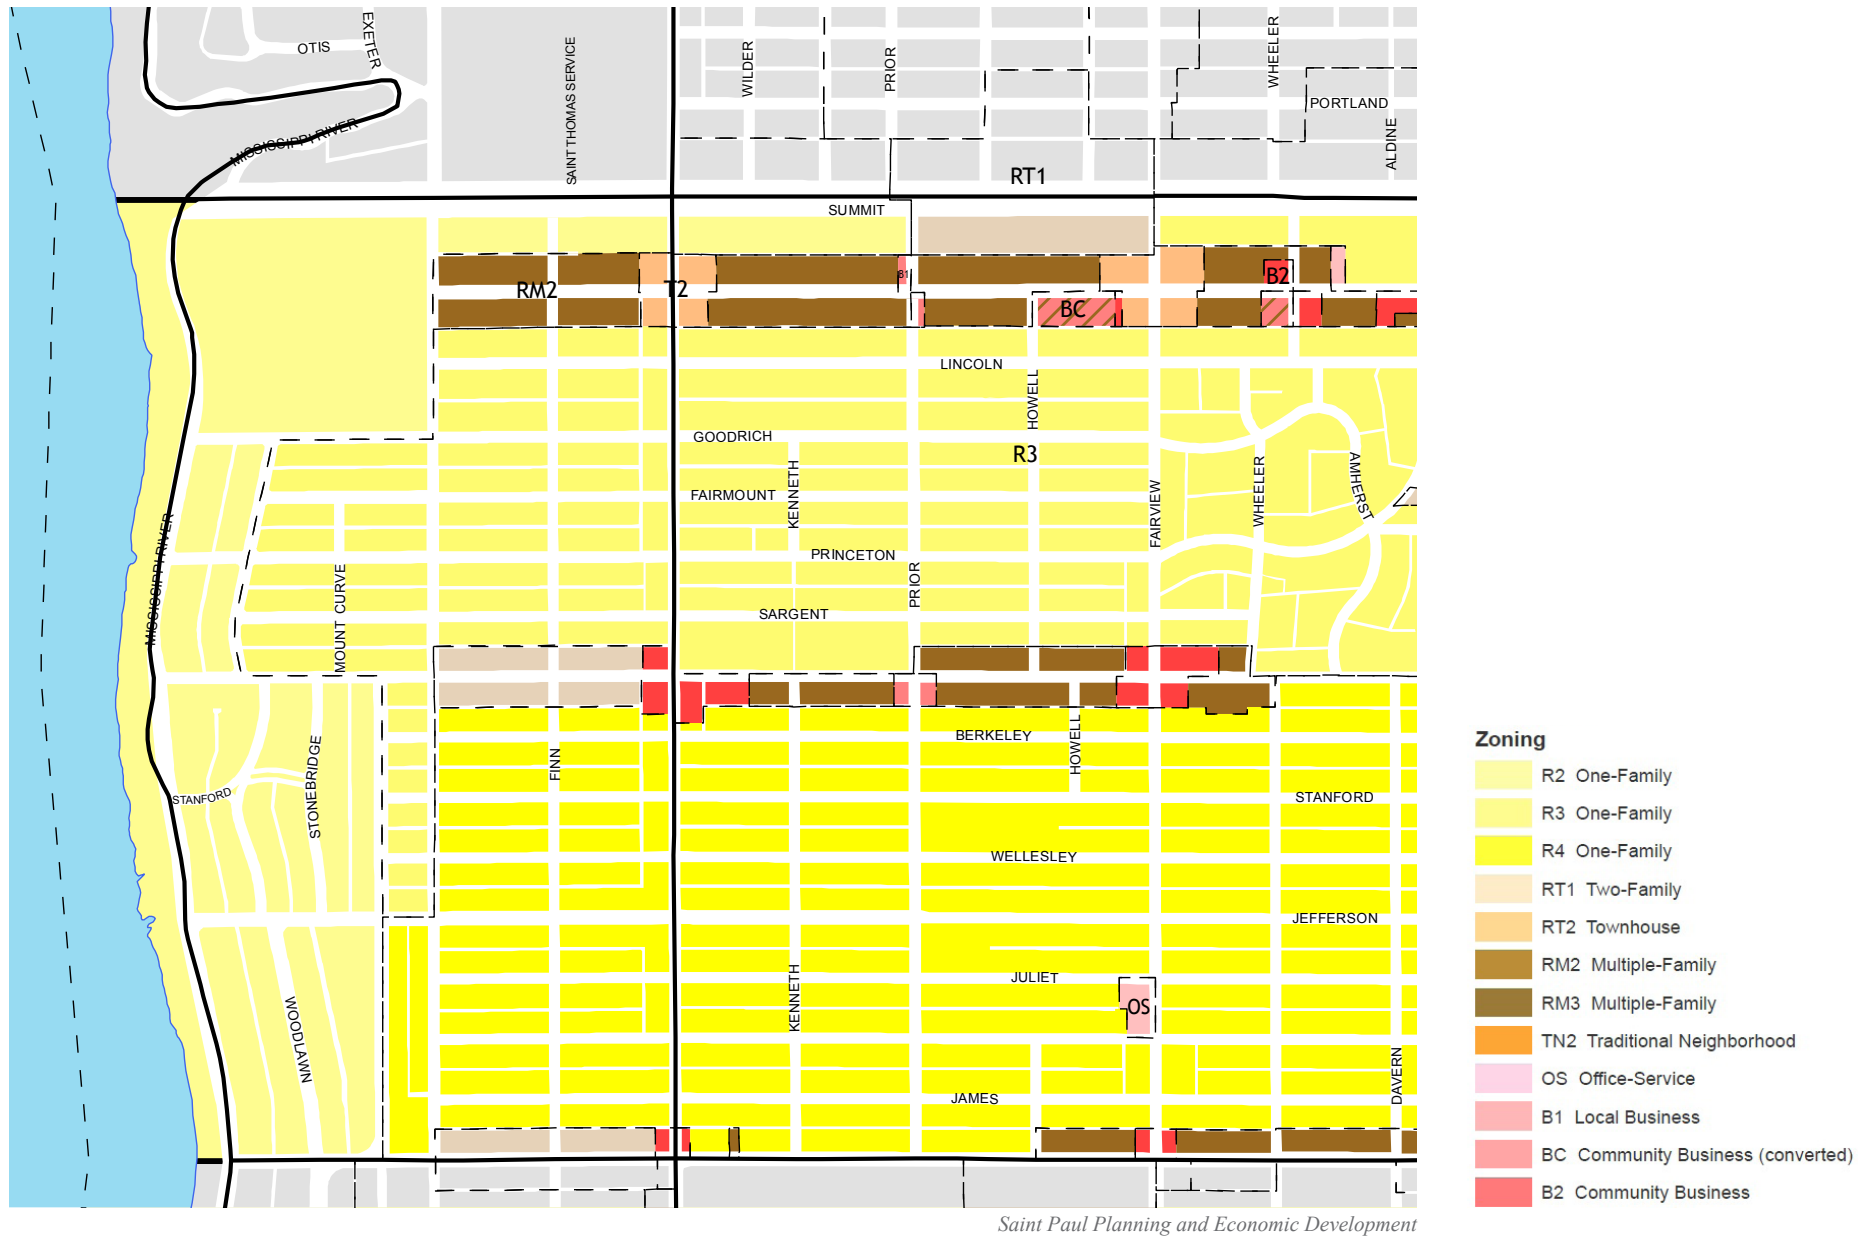 OTIS
EXETER
SAINT THOMAS SERVICE
WILDER
PRIOR
WHEELER
PORTLAND
ALDINE
MISSISSIPPI RIVER
RT1
SUMMIT
RM2
T2
B1
B2
BC
LINCOLN
HOWELL
GOODRICH
R3
FAIRMOUNT
KENNETH
FAIRVIEW
WHEELER
AMHERST
MISSISSIPPI RIVER
PRINCETON
MOUNT CURVE
PRIOR
SARGENT
BERKELEY
HOWELL
FINN
STONEBRIDGE
STANFORD
STANFORD
WELLESLEY
JEFFERSON
JULIET
KENNETH
OS
WOODLAWN
DAVERN
JAMES
Zoning
R2 One-Family
R3 One-Family
R4 One-Family
RT1 Two-Family
RT2 Townhouse
RM2 Multiple-Family
RM3 Multiple-Family
TN2 Traditional Neighborhood
OS Office-Service
B1 Local Business
BC Community Business (converted)
B2 Community Business
Saint Paul Planning and Economic Development